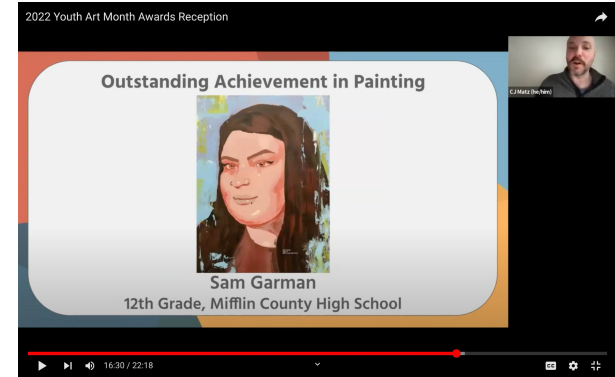 2022 Youth Art Month Awards Reception
CJ Matz (he/him)
Outstanding Achievement in Painting
Sam Garman
12th Grade, Mifflin County High School
16:30 / 22:18
CC